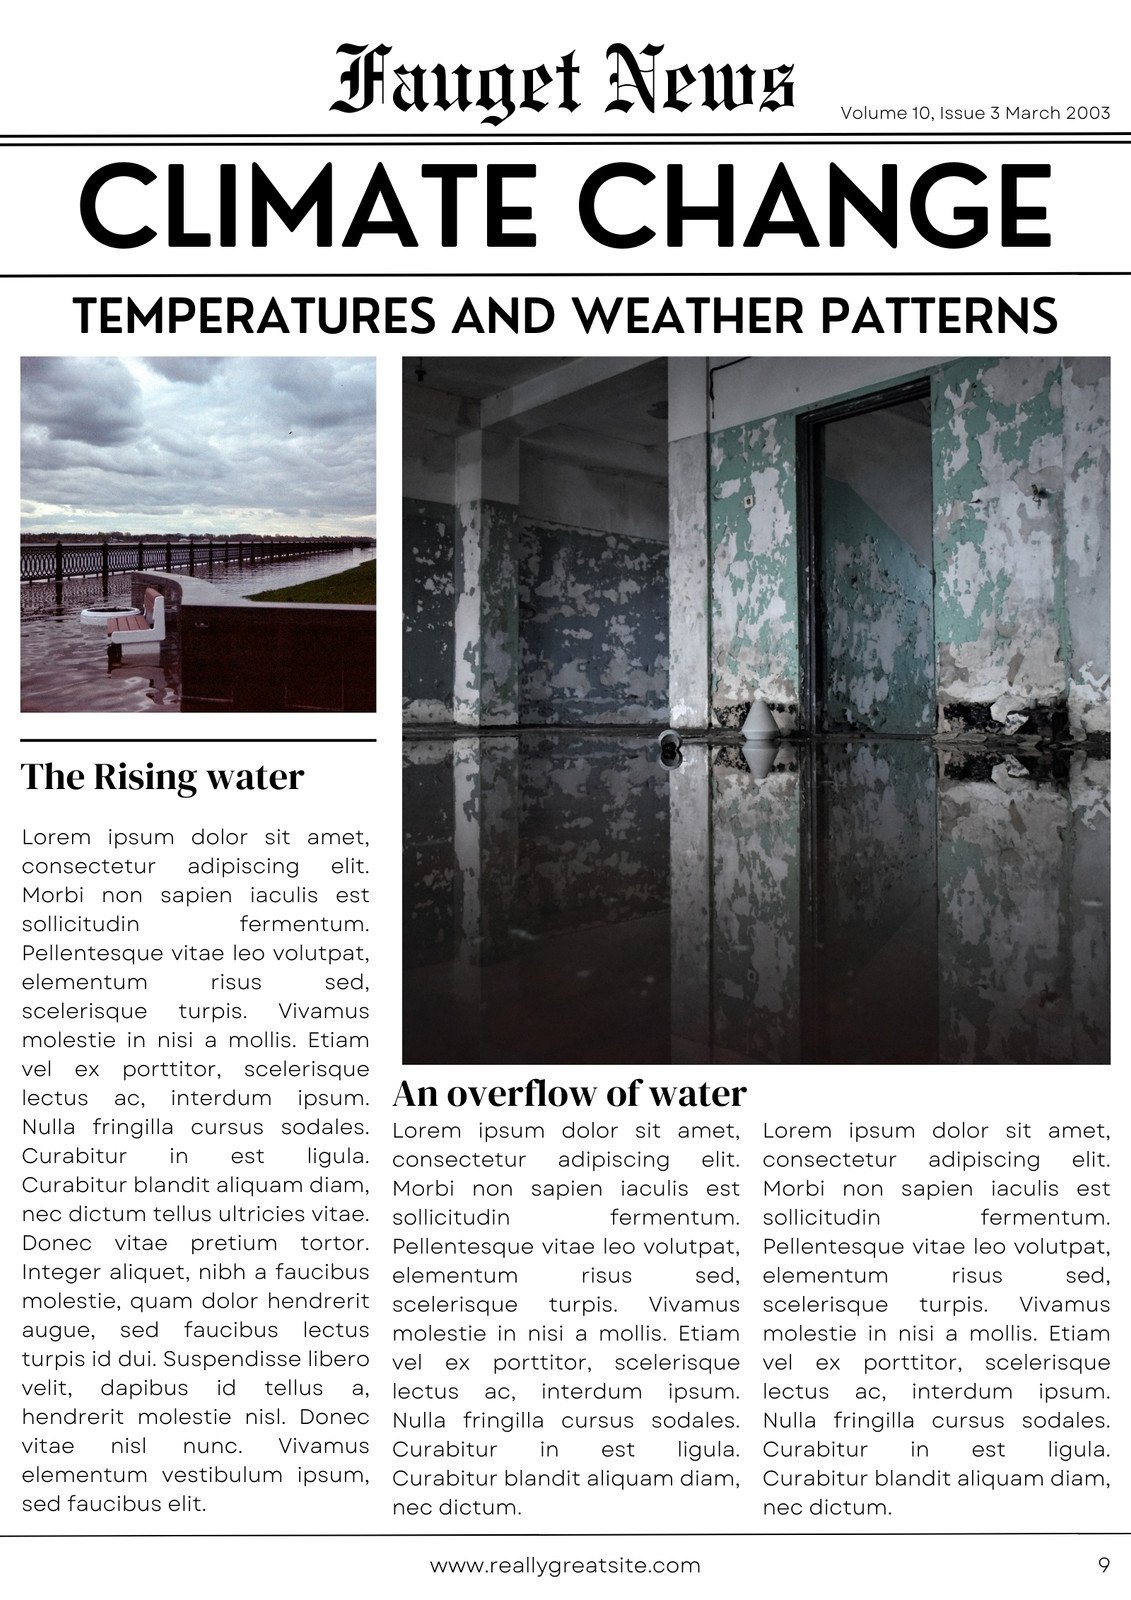 Fauget News
Volume 10, Issue 3 March 2003
CLIMATE CHANGE
TEMPERATURES AND WEATHER PATTERNS
The Rising water
Lorem ipsum dolor sit amet,
consectetur adipiscing elit.
Morbi non sapien iaculis est
sollicitudin fermentum.
Pellentesque vitae leo volutpat,
elementum risus sed,
scelerisque turpis. Vivamus
molestie in nisi a mollis. Etiam
vel ex porttitor, scelerisque
lectus ac, interdum ipsum.
Nulla fringilla cursus sodales.
Curabitur in est ligula.
Curabitur blandit aliquam diam,
nec dictum tellus ultricies vitae.
Donec vitae pretium tortor.
Integer aliquet, nibh a faucibus
molestie, quam dolor hendrerit
augue, sed faucibus lectus
turpis id dui. Suspendisse libero
velit, dapibus id tellus a,
hendrerit molestie nisl. Donec
vitae nisl nunc. Vivamus
elementum vestibulum ipsum,
sed faucibus elit.
An overflow of water
Lorem ipsum dolor sit amet,
consectetur adipiscing elit.
Morbi non sapien iaculis est
sollicitudin fermentum.
Pellentesque vitae leo volutpat,
elementum risus sed,
scelerisque turpis. Vivamus
molestie in nisi a mollis. Etiam
vel ex porttitor, scelerisque
lectus ac, interdum ipsum.
Nulla fringilla cursus sodales.
Curabitur in est ligula.
Curabitur blandit aliquam diam,
nec dictum.
Lorem ipsum dolor sit amet,
consectetur adipiscing elit.
Morbi non sapien iaculis est
sollicitudin fermentum.
Pellentesque vitae leo volutpat,
elementum risus sed,
scelerisque turpis. Vivamus
molestie in nisi a mollis. Etiam
vel ex porttitor, scelerisque
lectus ac, interdum ipsum.
Nulla fringilla cursus sodales.
Curabitur in est ligula.
Curabitur blandit aliquam diam,
nec dictum.
www.reallygreatsite.com
9